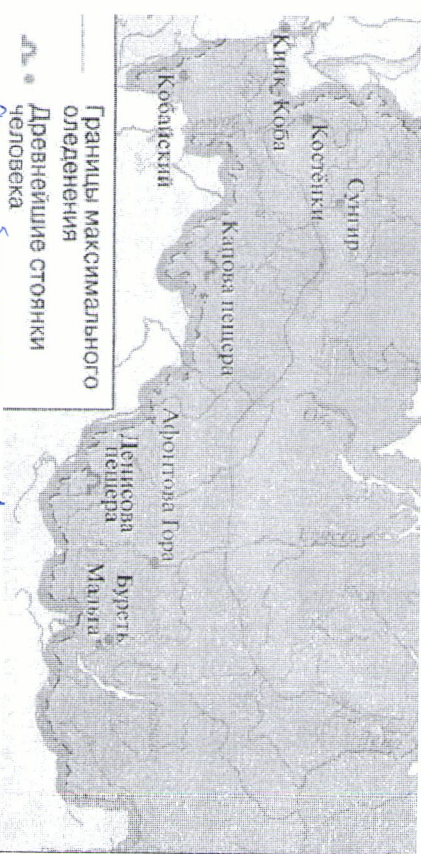 Киик-Коба
Костёнки
Сунгир
Кобайский
Капова пещера
Афонтова Гора
Денисова
пещера
Буреть
Мальта
Границы максимального
оледенения
Древнейшие стоянки
человека